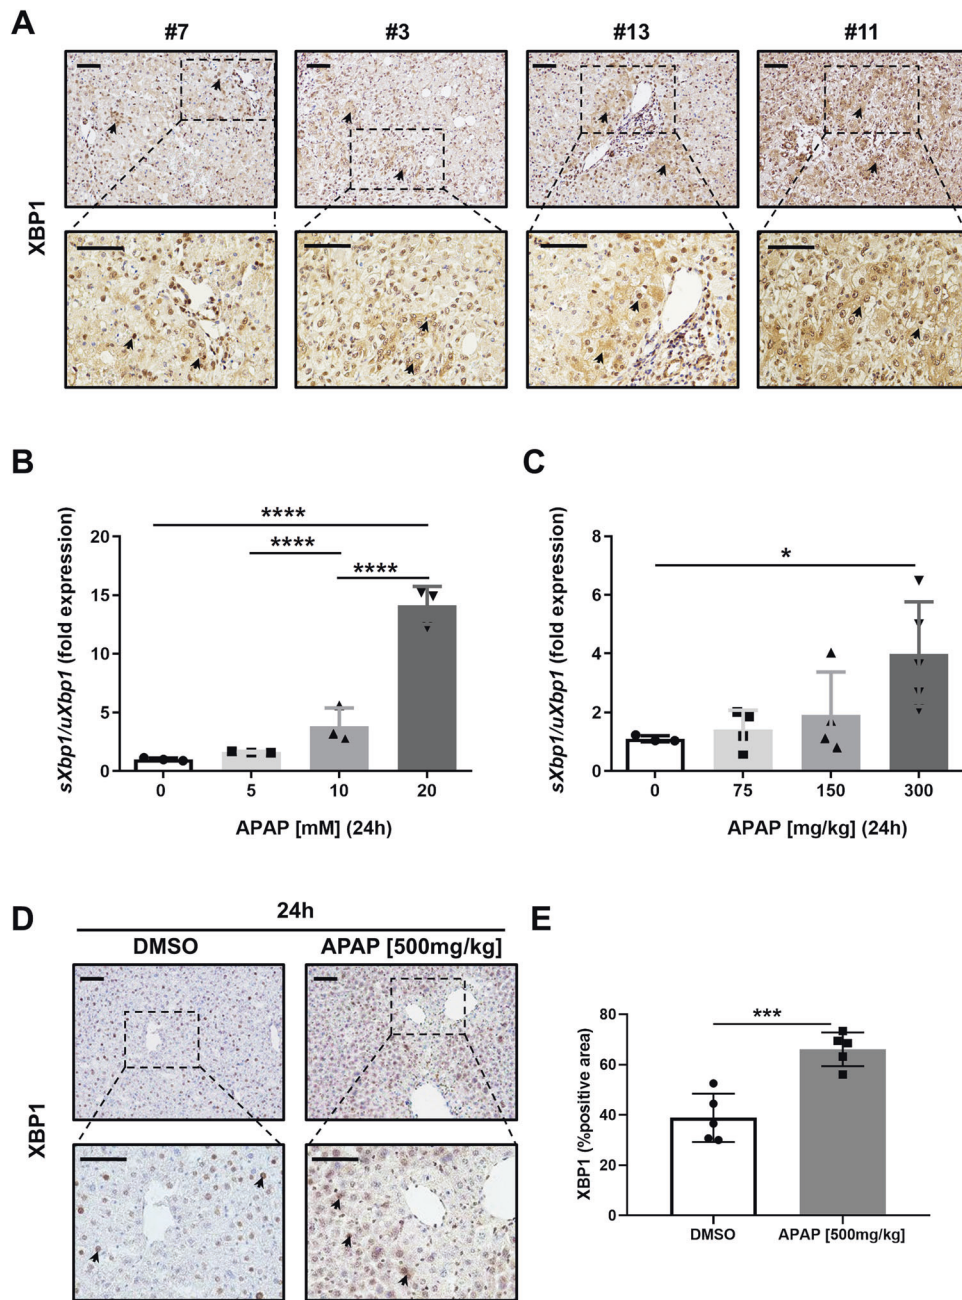 A
#7 #3 #13 #11
XBP1
B
C
sXbp1/uXbp1 (fold expression)
20
15
10
5
0
****
****
****
0 5 10 20
APAP [mM] (24h)
sXbp1/uXbp1 (fold expression)
8
6
4
2
0
*
0 75 150 300
APAP [mg/kg] (24h)
D
24h
DMSO APAP [500mg/kg]
XBP1
E
XBP1 (%positive area)
80
60
40
20
0
***
DMSO APAP [500mg/kg]